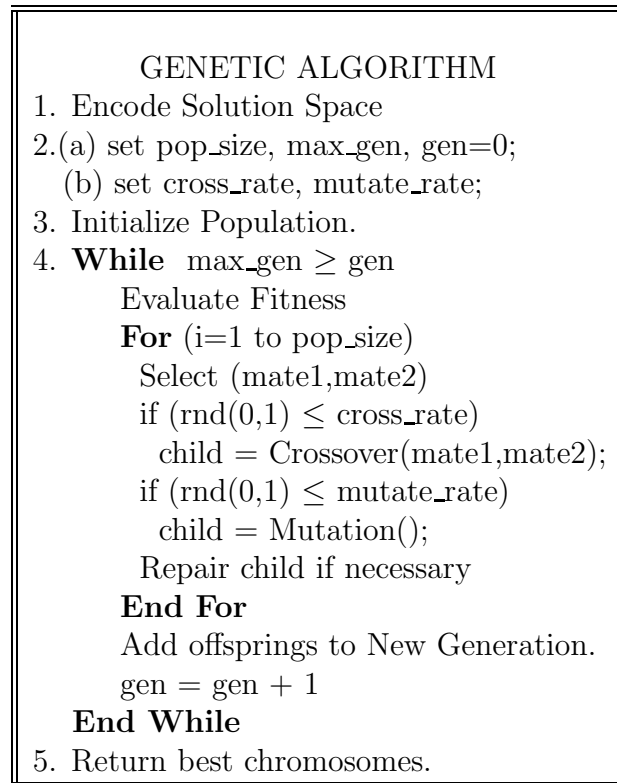 GENETIC ALGORITHM
1. Encode Solution Space
2.(a) set pop_size, max_gen, gen=0;
(b) set cross_rate, mutate_rate;
3. Initialize Population.
4. While max_gen ≥ gen
Evaluate Fitness
For (i=1 to pop_size)
Select (mate1,mate2)
if (rnd(0,1) ≤ cross_rate)
child = Crossover(mate1,mate2);
if (rnd(0,1) ≤ mutate_rate)
child = Mutation();
Repair child if necessary
End For
Add offsprings to New Generation.
gen = gen + 1
End While
5. Return best chromosomes.